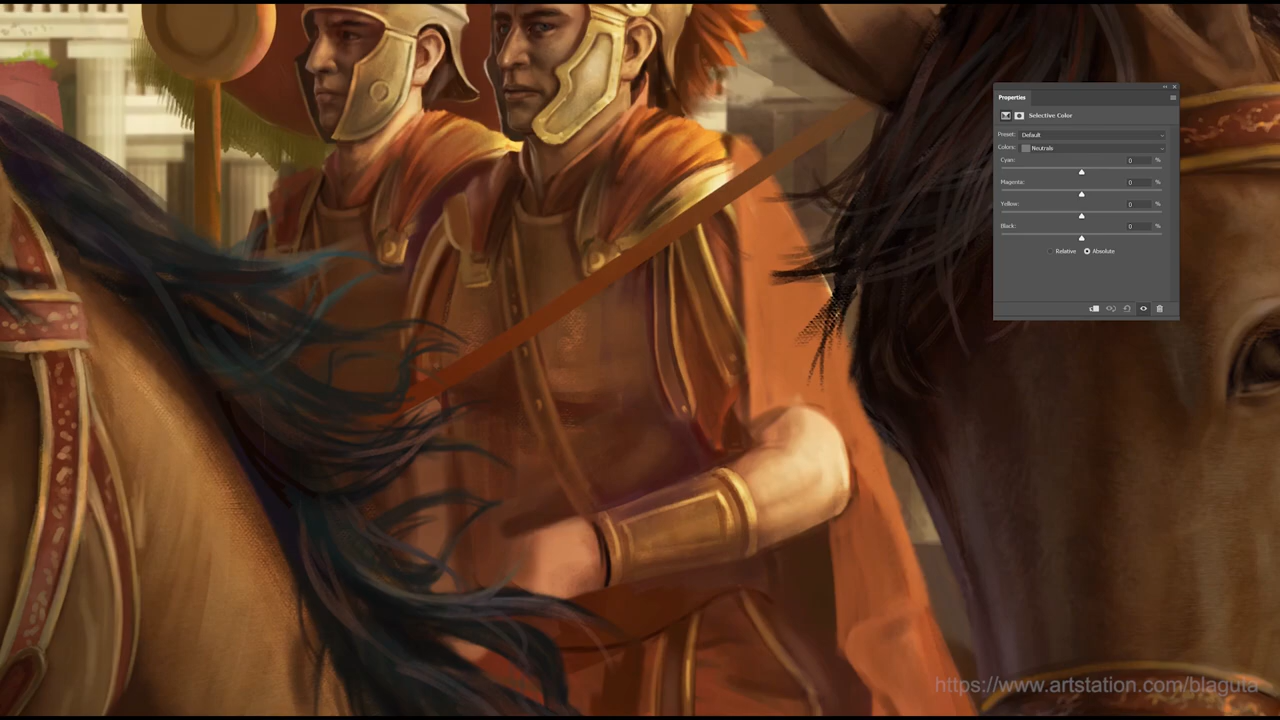 Properties
Selective Color
Preset: Default
Colors: Neutrals
Cyan: 0 %
Magenta: 0 %
Yellow: 0 %
Black: 0 %
Relative Absolute
https://www.artstation.com/blaguta